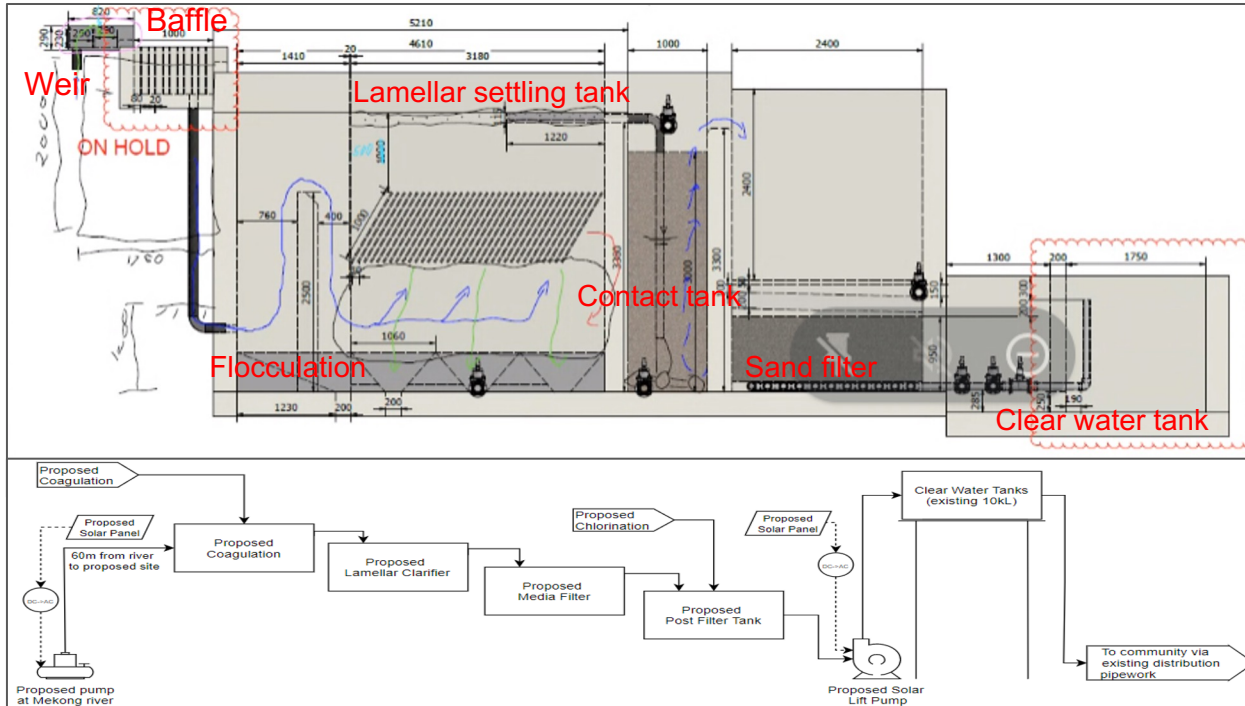 820
Baffle
290
230
250
290
1000
Weir
5210
4610
20
1410
3180
1000
2400
Lamellar settling tank
80
20
ON HOLD
1220
1000
2400
760
400
1000
2500
3380
3000
3300
Contact tank
1300
200
1750
150
950
1060
Flocculation
Sand filter
200
1230
200
285
250
190
Clear water tank
Proposed
Coagulation
Proposed
Solar Panel
60m from river
to proposed site
DC->AC
Proposed pump
at Mekong river
Proposed
Coagulation
Proposed
Lamellar Clarifier
Proposed
Media Filter
Proposed
Chlorination
Proposed
Post Filter Tank
Proposed
Solar Panel
DC->AC
Proposed Solar
Lift Pump
Clear Water Tanks
(existing 10kL)
To community via
existing distribution
pipework